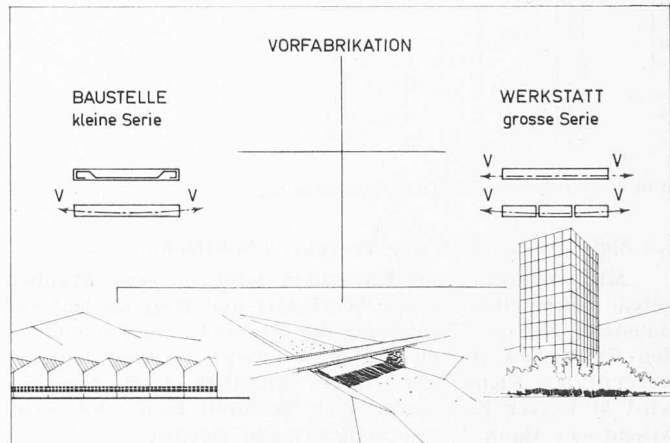 VORFABRIKATION
BAUSTELLE
kleine Serie
WERKSTATT
grosse Serie
V V
V V
V V